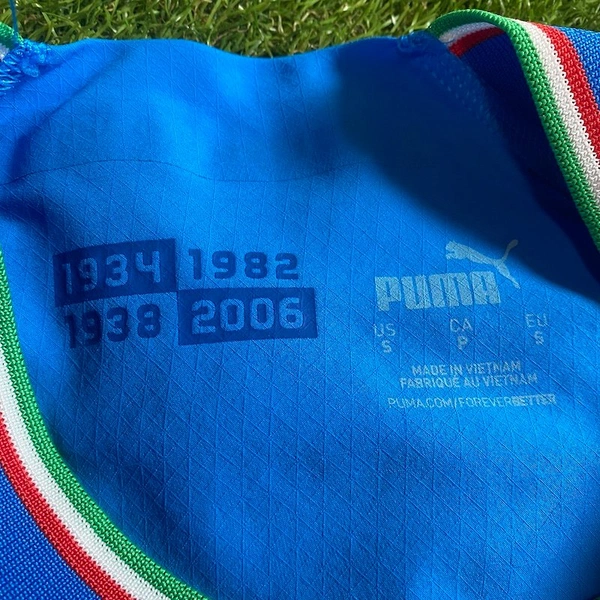 1934 1982
1938 2006
PUMA
US CA EU
S P S
MADE IN VIETNAM
FABRIQUÉ AU VIETNAM
PUMA.COM/FOREVERBETTER